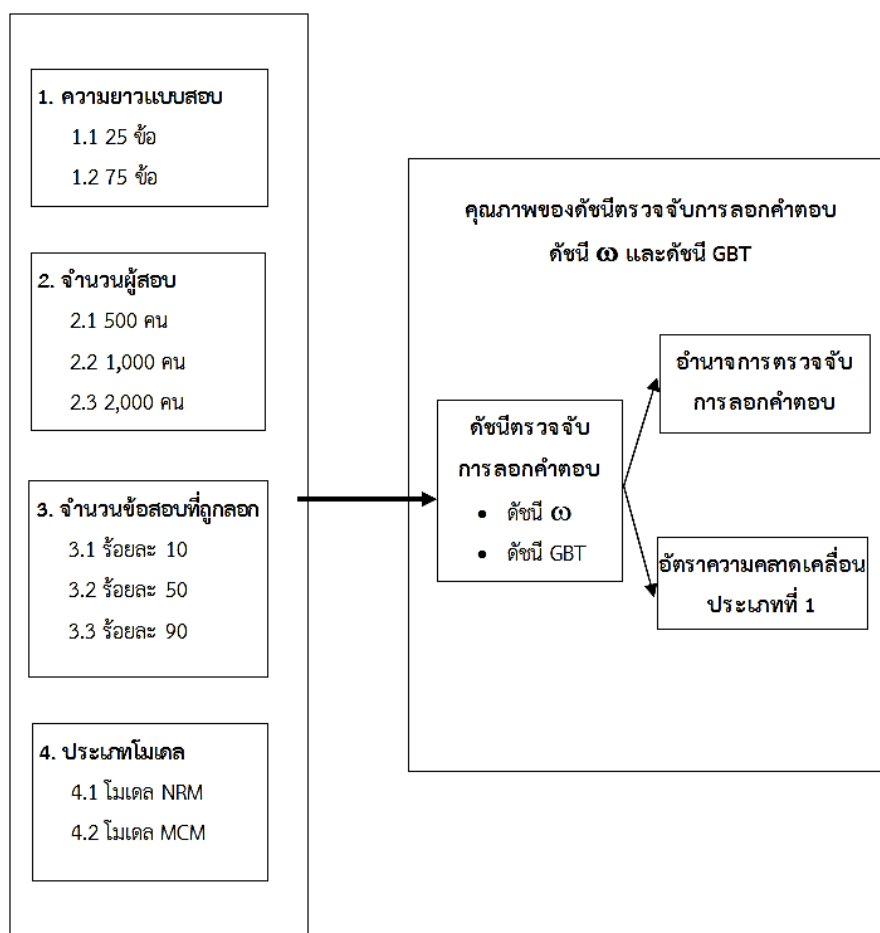 1. ความยาวแบบสอบ
1.1 25 ข้อ
1.2 75 ข้อ
2. จำนวนผู้สอบ
2.1 500 คน
2.2 1,000 คน
2.3 2,000 คน
3. จำนวนข้อสอบที่ถูกลอก
3.1 ร้อยละ 10
3.2 ร้อยละ 50
3.3 ร้อยละ 90
4. ประเภทโมเดล
4.1 โมเดล NRM
4.2 โมเดล MCM
คุณภาพของดัชนีตรวจจับการลอกคำตอบ
ดัชนี ω และดัชนี GBT
ดัชนีตรวจจับ
การลอกคำตอบ
• ดัชนี ω
• ดัชนี GBT
อำนาจการตรวจจับ
การลอกคำตอบ
อัตราความคลาดเคลื่อน
ประเภทที่ 1